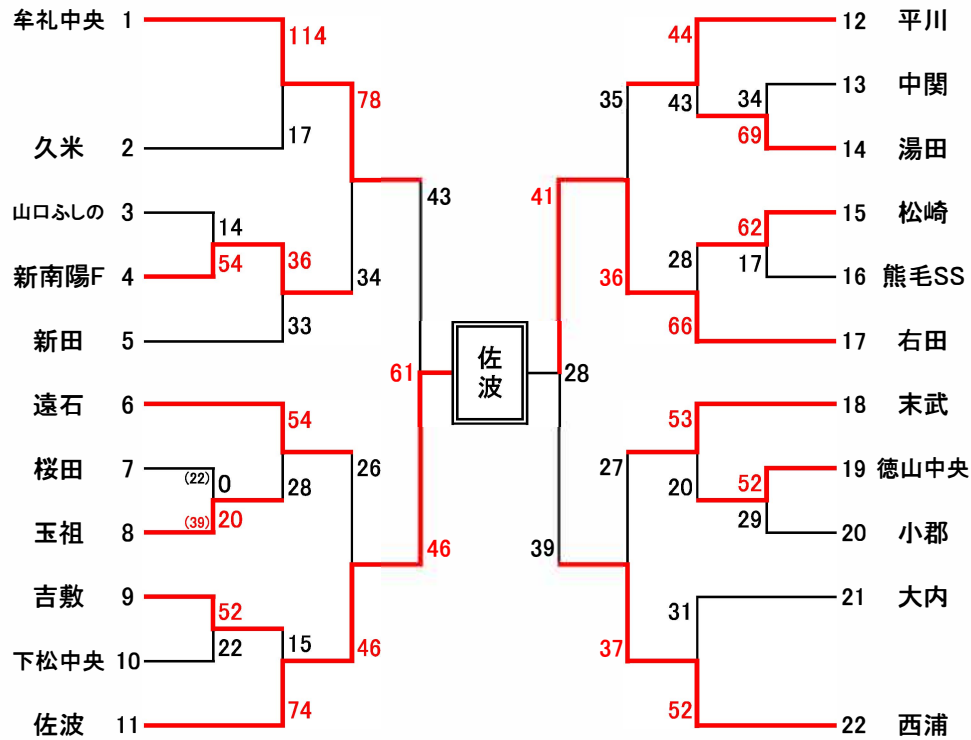 牟礼中央 1
久米 2
山口ふしの 3
新南陽F 4
新田 5
遠石 6
桜田 7
玉祖 8
吉敷 9
下松中央 10
佐波 11
114
17
14
54
36
33
78
34
54
(22) 0
(39) 20
28
52
22
15
74
26
46
43
46
61
佐波
28
41
39
35
36
27
37
44
43
34
69
62
17
28
66
53
20
52
29
31
52
12 平川
13 中関
14 湯田
15 松崎
16 熊毛SS
17 右田
18 末武
19 徳山中央
20 小郡
21 大内
22 西浦